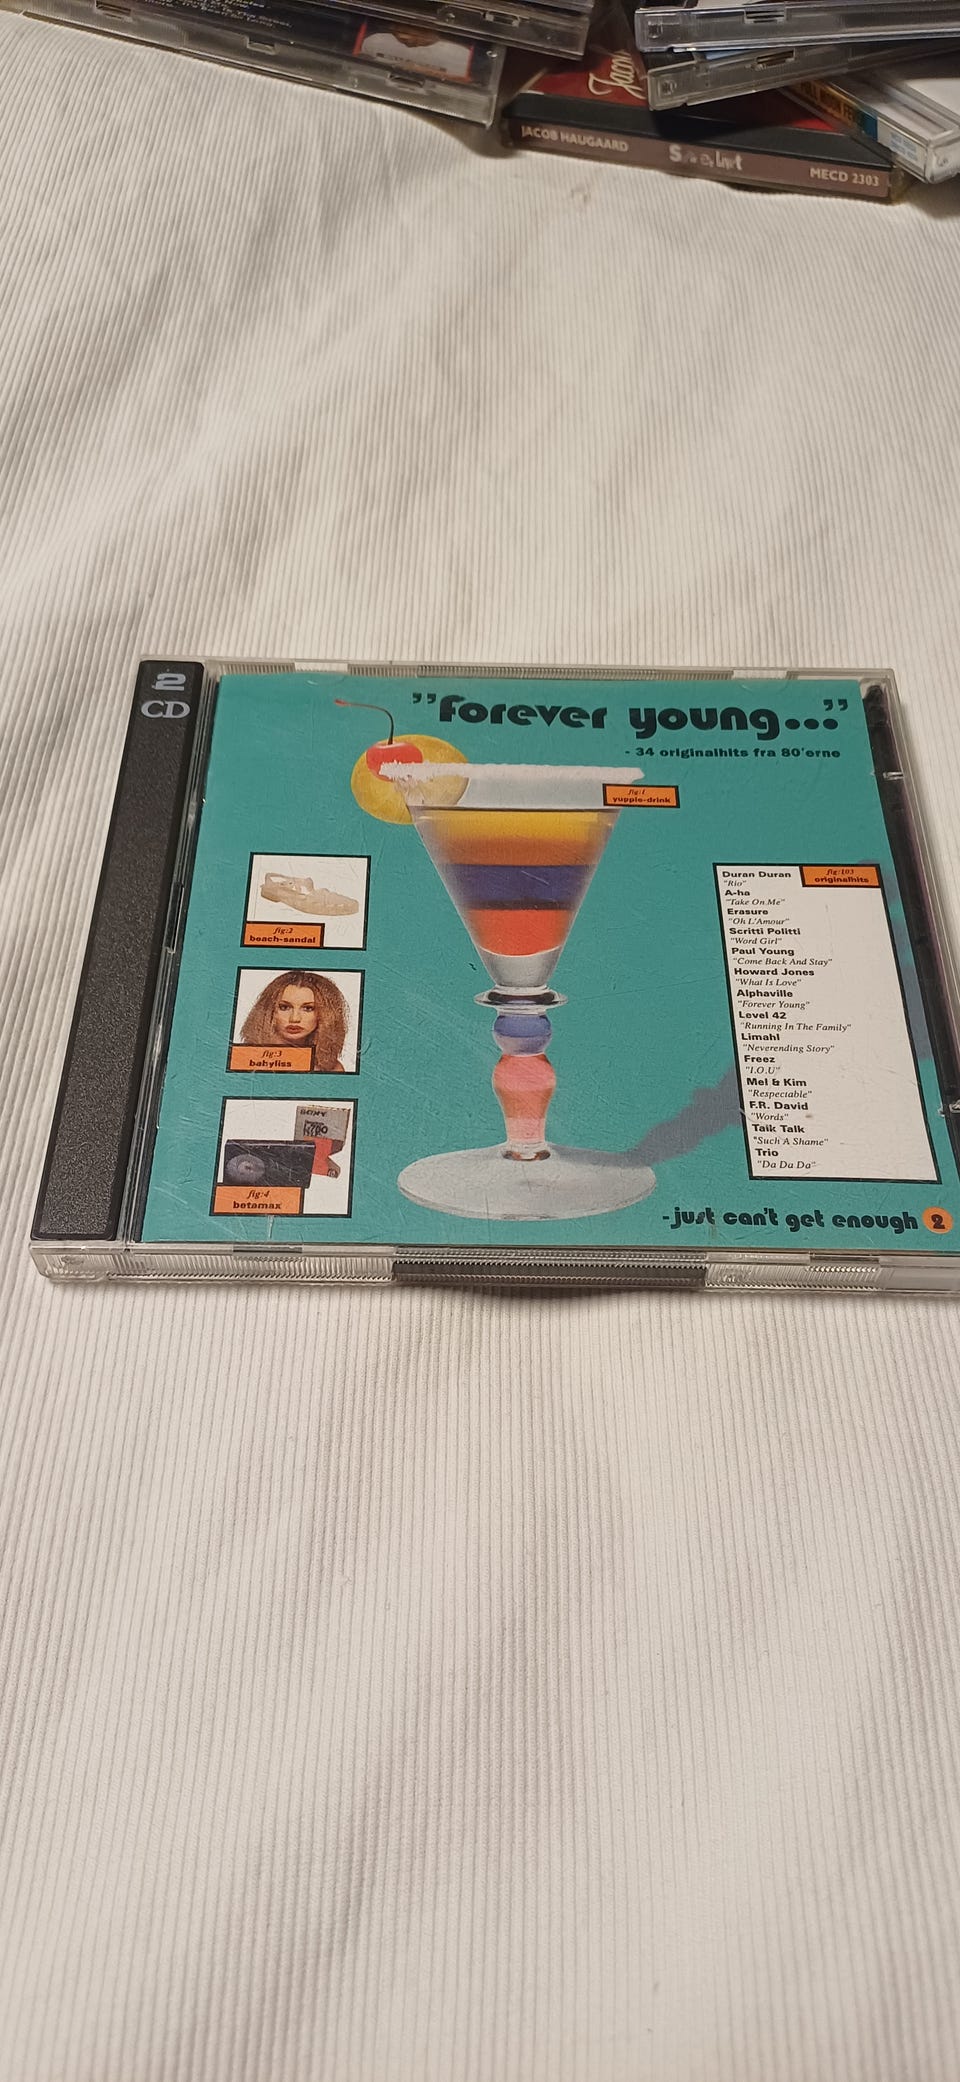 Jacob
JACOB HAUGAARD
MECD 2303
2
CD
"forever young..."
- 34 originalhits fra 80'erne
fig:1
yuppie-drink
fig:2
beach-sandal
fig:3
babyliss
SONY
fig:4
betamax
fig:103
originalhits
Duran Duran
"Rio"
A-ha
"Take On Me"
Erasure
"Oh L'Amour"
Scritti Politti
"Word Girl"
Paul Young
"Come Back And Stay"
Howard Jones
"What Is Love"
Alphaville
"Forever Young"
Level 42
"Running In The Family"
Limahl
"Neverending Story"
Freez
"I.O.U"
Mel & Kim
"Respectable"
F.R. David
"Words"
Talk Talk
"Such A Shame"
Trio
"Da Da Da"
-just can't get enough 2